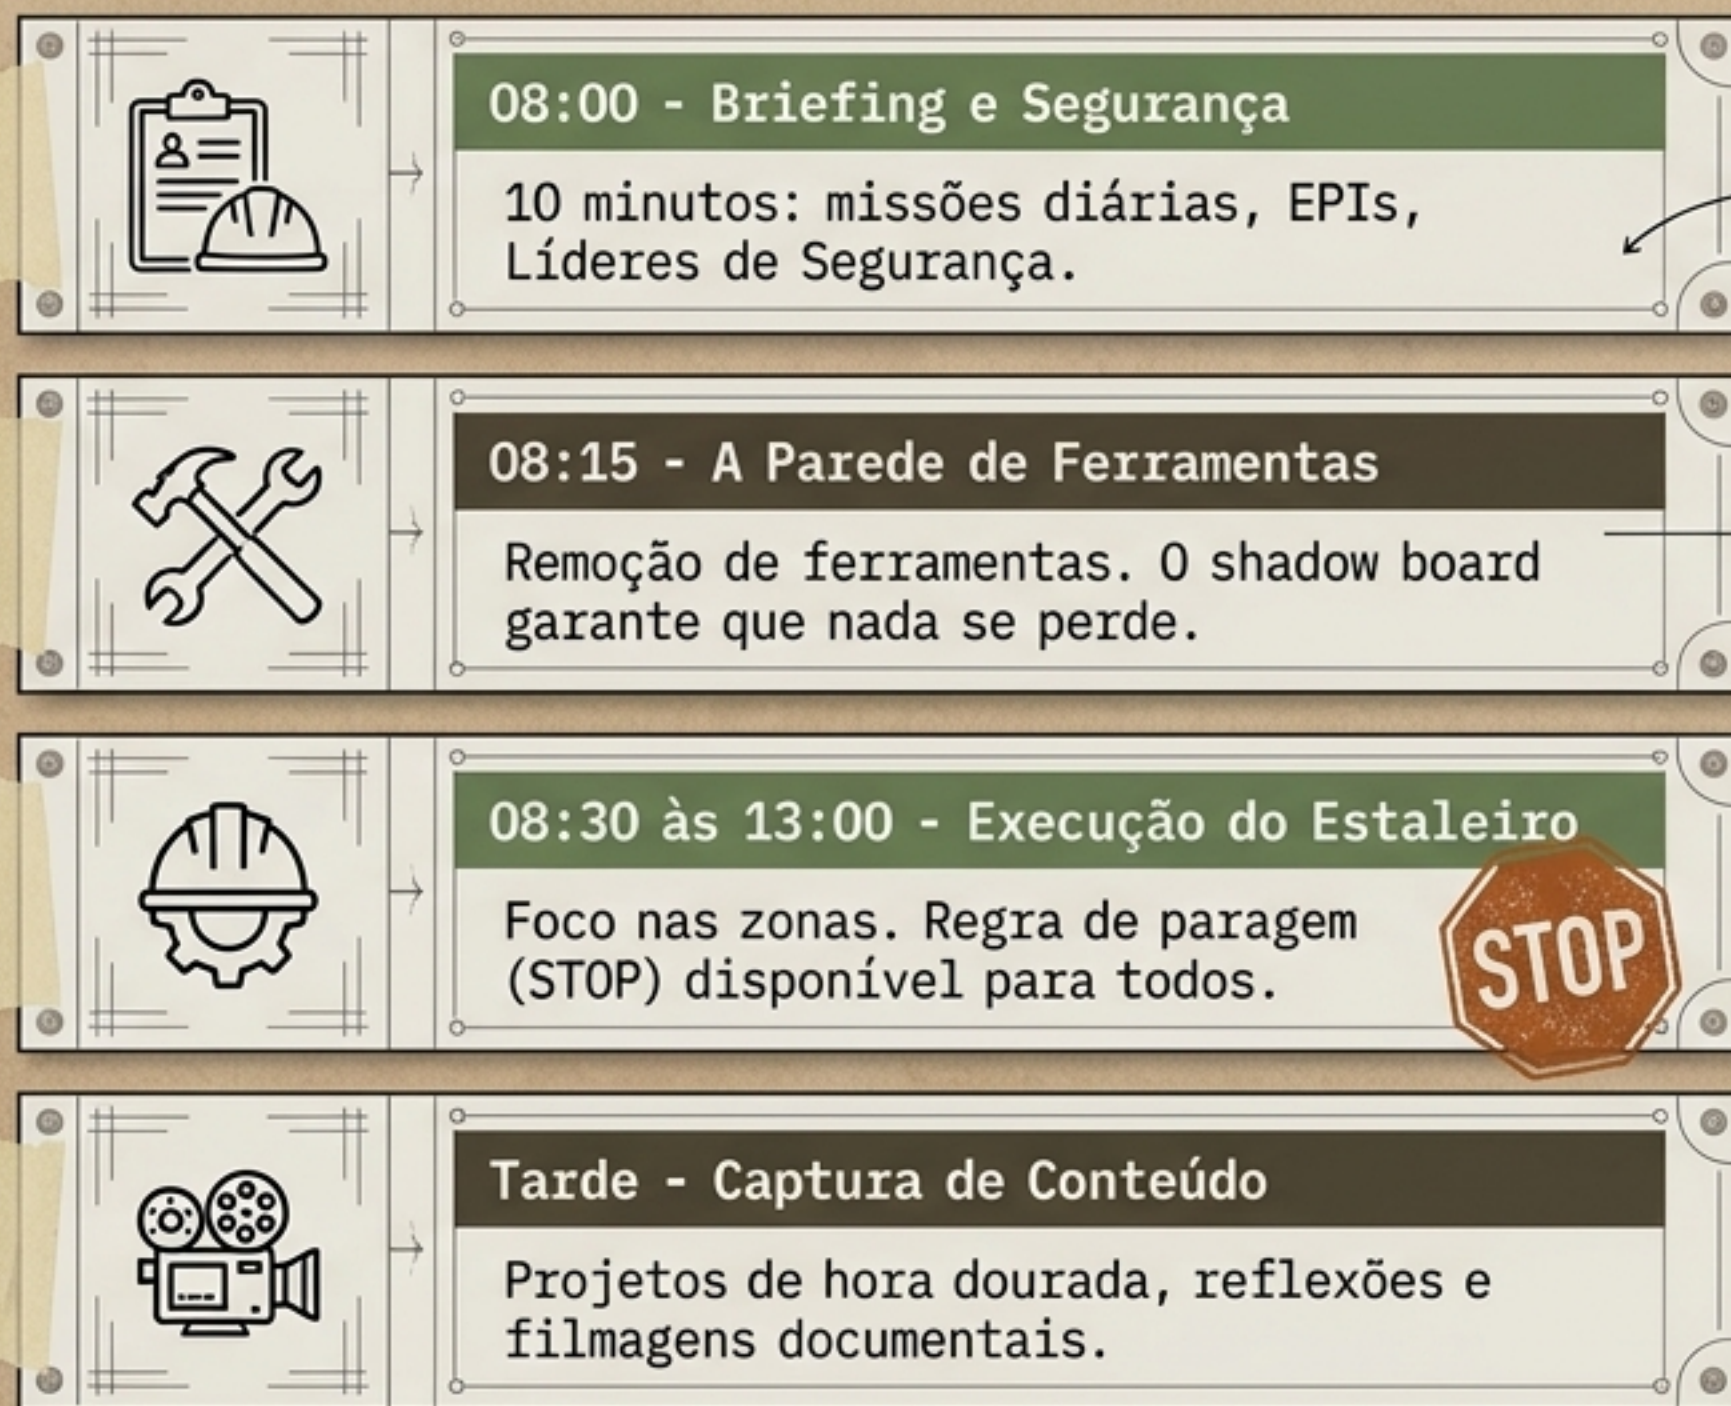 08:00 - Briefing e Segurança
10 minutos: missões diárias, EPIs,
Líderes de Segurança.
08:15 - A Parede de Ferramentas
Remoção de ferramentas. O shadow board
garante que nada se perde.
08:30 às 13:00 - Execução do Estaleiro
Foco nas zonas. Regra de paragem
(STOP) disponível para todos.
STOP
Tarde - Captura de Conteúdo
Projetos de hora dourada, reflexões e
filmagens documentais.